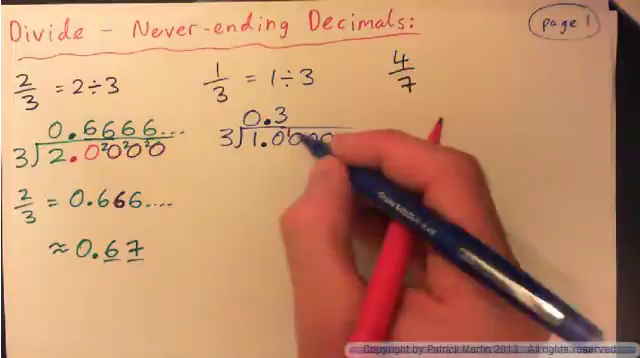 Divide - Never-ending Decimals:
page 1
2/3 = 2÷3
1/3 = 1÷3
4/7
0.6666...
3)2.0²0²0²0
0.3
3)1.0¹000
2/3 = 0.666....
≈ 0.67
Copyright by Patrick Martin 2013. All rights reserved